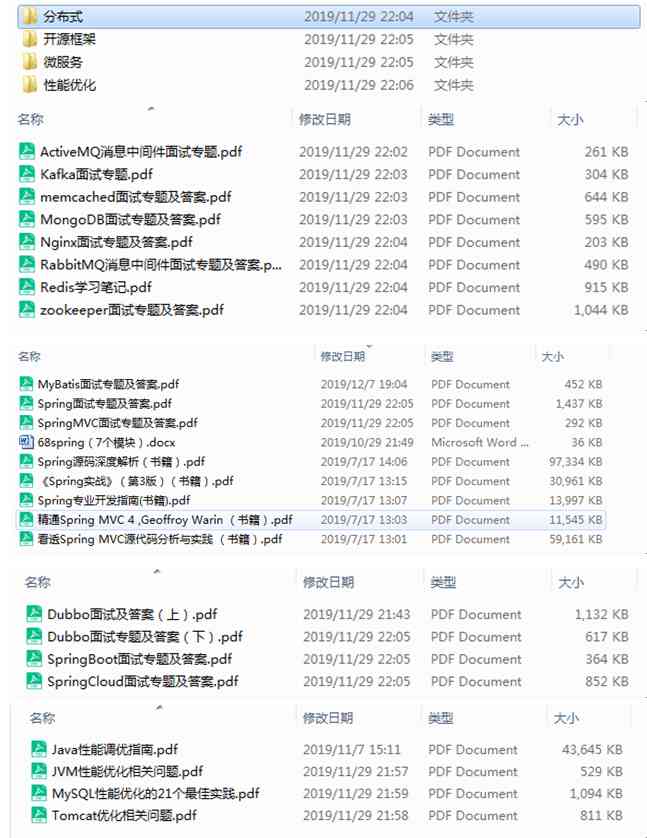 分布式 2019/11/29 22:04 文件夹
开源框架 2019/11/29 22:05 文件夹
微服务 2019/11/29 22:05 文件夹
性能优化 2019/11/29 22:06 文件夹
名称 修改日期 类型 大小
ActiveMQ消息中间件面试专题.pdf 2019/11/29 22:02 PDF Document 261 KB
Kafka面试专题.pdf 2019/11/29 22:03 PDF Document 304 KB
memcached面试专题及答案.pdf 2019/11/29 22:03 PDF Document 644 KB
MongoDB面试专题及答案.pdf 2019/11/29 22:03 PDF Document 595 KB
Nginx面试专题及答案.pdf 2019/11/29 22:04 PDF Document 203 KB
RabbitMQ消息中间件面试专题及答案.p... 2019/11/29 22:04 PDF Document 490 KB
Redis学习笔记.pdf 2019/11/29 22:04 PDF Document 915 KB
zookeeper面试专题及答案.pdf 2019/11/29 22:04 PDF Document 1,044 KB
名称 修改日期 类型 大小
MyBatis面试专题及答案.pdf 2019/12/7 19:04 PDF Document 452 KB
Spring面试专题及答案.pdf 2019/11/29 22:05 PDF Document 1,437 KB
SpringMVC面试专题及答案.pdf 2019/11/29 22:05 PDF Document 292 KB
68spring（7个模块）.docx 2019/10/29 21:49 Microsoft Word ... 36 KB
Spring源码深度解析（书籍）.pdf 2019/7/17 14:06 PDF Document 97,334 KB
《Spring实战》（第3版）（书籍）.pdf 2019/7/17 13:15 PDF Document 30,961 KB
Spring专业开发指南(书籍).pdf 2019/7/17 13:07 PDF Document 13,997 KB
精通Spring MVC 4 ,Geoffroy Warin （书籍）.pdf 2019/7/17 13:03 PDF Document 11,545 KB
看透Spring MVC源代码分析与实践 （书籍）.pdf 2019/7/17 13:01 PDF Document 59,161 KB
名称 修改日期 类型 大小
Dubbo面试及答案（上）.pdf 2019/11/29 21:43 PDF Document 1,132 KB
Dubbo面试专题及答案（下）.pdf 2019/11/29 22:05 PDF Document 617 KB
SpringBoot面试专题及答案.pdf 2019/11/29 22:05 PDF Document 364 KB
SpringCloud面试专题及答案.pdf 2019/11/29 22:05 PDF Document 852 KB
名称 修改日期 类型 大小
Java性能调优指南.pdf 2019/11/7 15:11 PDF Document 43,645 KB
JVM性能优化相关问题.pdf 2019/11/29 21:57 PDF Document 529 KB
MySQL性能优化的21个最佳实践.pdf 2019/11/29 21:59 PDF Document 1,094 KB
Tomcat优化相关问题.pdf 2019/11/29 21:58 PDF Document 811 KB